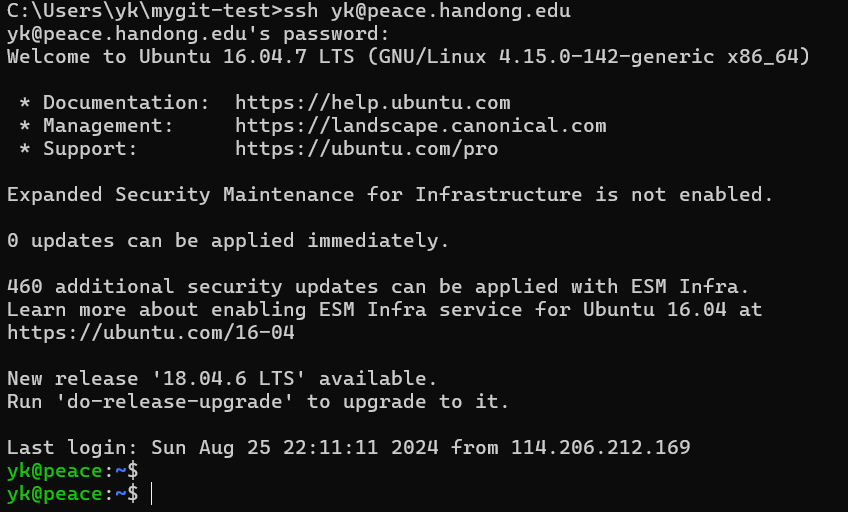 C:\Users\yk\mygit-test>ssh yk@peace.handong.edu
yk@peace.handong.edu's password:
Welcome to Ubuntu 16.04.7 LTS (GNU/Linux 4.15.0-142-generic x86_64)
* Documentation:  https://help.ubuntu.com
* Management:     https://landscape.canonical.com
* Support:        https://ubuntu.com/pro
Expanded Security Maintenance for Infrastructure is not enabled.
0 updates can be applied immediately.
460 additional security updates can be applied with ESM Infra.
Learn more about enabling ESM Infra service for Ubuntu 16.04 at
https://ubuntu.com/16-04
New release '18.04.6 LTS' available.
Run 'do-release-upgrade' to upgrade to it.
Last login: Sun Aug 25 22:11:11 2024 from 114.206.212.169
yk@peace:~$
yk@peace:~$